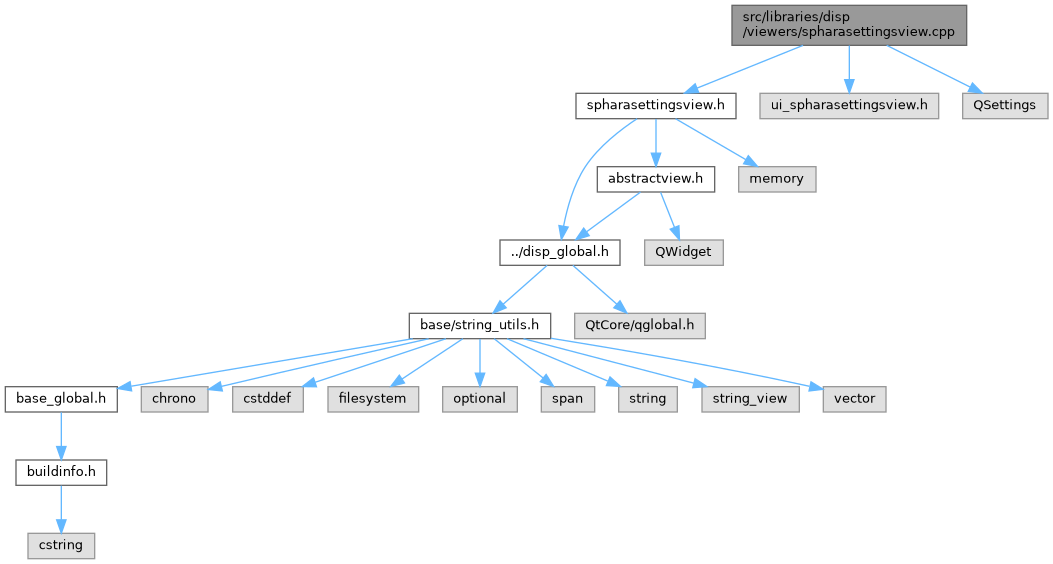 src/libraries/disp
/viewers/spharasettingsview.cpp
spharasettingsview.h
ui_spharasettingsview.h
QSettings
abstractview.h
memory
../disp_global.h
QWidget
base/string_utils.h
QtCore/qglobal.h
base_global.h
chrono
cstddef
filesystem
optional
span
string
string_view
vector
buildinfo.h
cstring